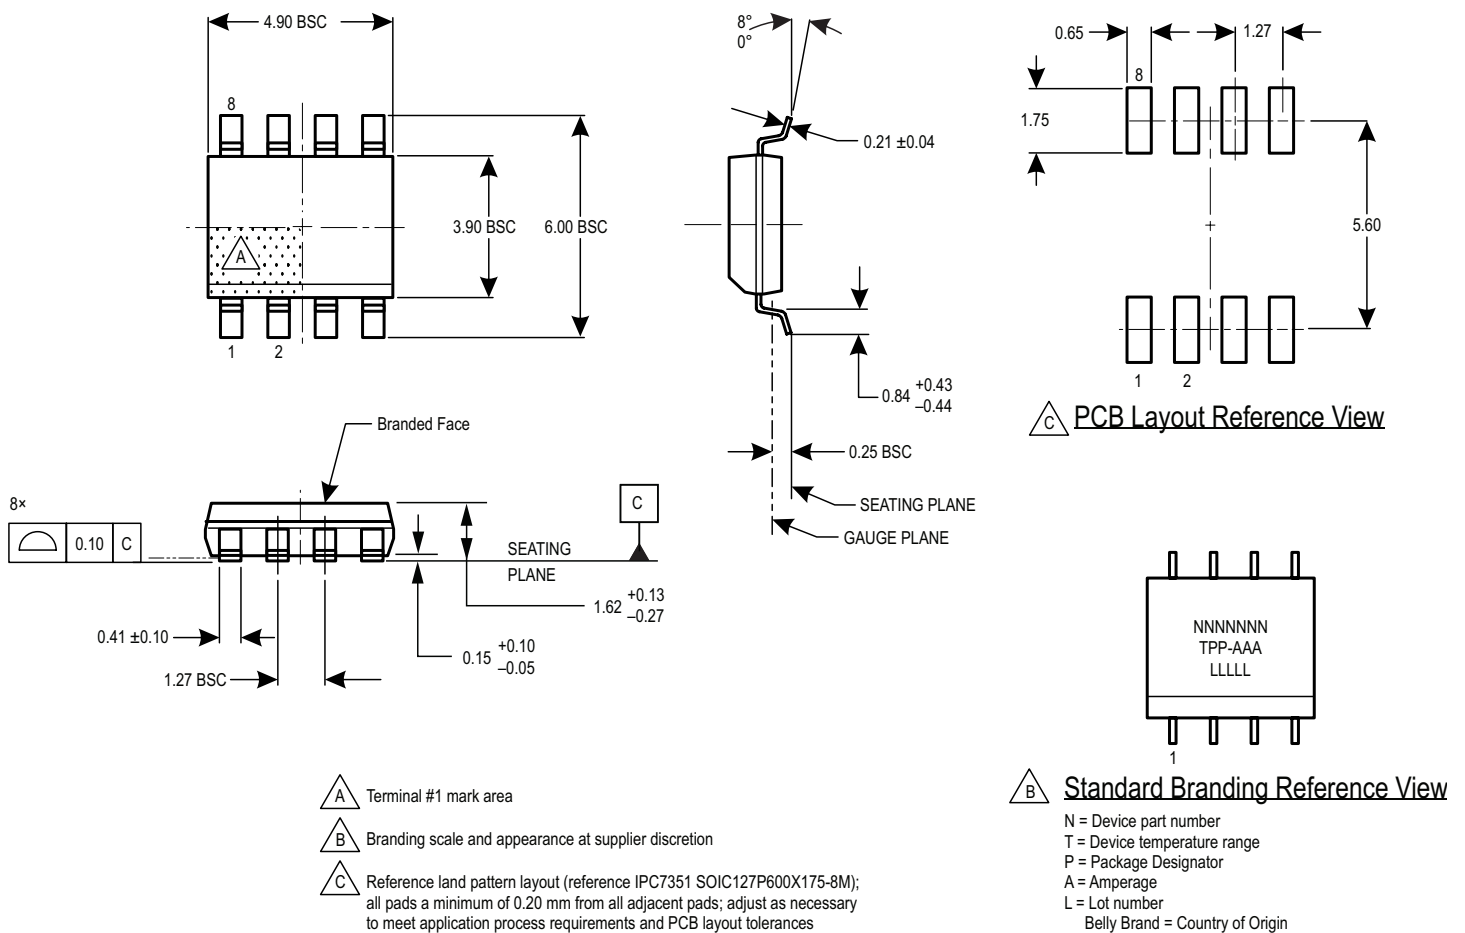 4.90 BSC
8
A
1
2
3.90 BSC
6.00 BSC
8°
0°
0.21 ±0.04
0.84 +0.43
–0.44
0.25 BSC
SEATING PLANE
GAUGE PLANE
0.65
1.27
8
1.75
5.60
1
2
C PCB Layout Reference View
Branded Face
8×
0.10 C
C
SEATING
PLANE
1.62 +0.13
–0.27
0.41 ±0.10
0.15 +0.10
–0.05
1.27 BSC
NNNNNNN
TPP-AAA
LLLLL
1
B Standard Branding Reference View
N = Device part number
T = Device temperature range
P = Package Designator
A = Amperage
L = Lot number
Belly Brand = Country of Origin
A Terminal #1 mark area
B Branding scale and appearance at supplier discretion
C Reference land pattern layout (reference IPC7351 SOIC127P600X175-8M);
all pads a minimum of 0.20 mm from all adjacent pads; adjust as necessary
to meet application process requirements and PCB layout tolerances